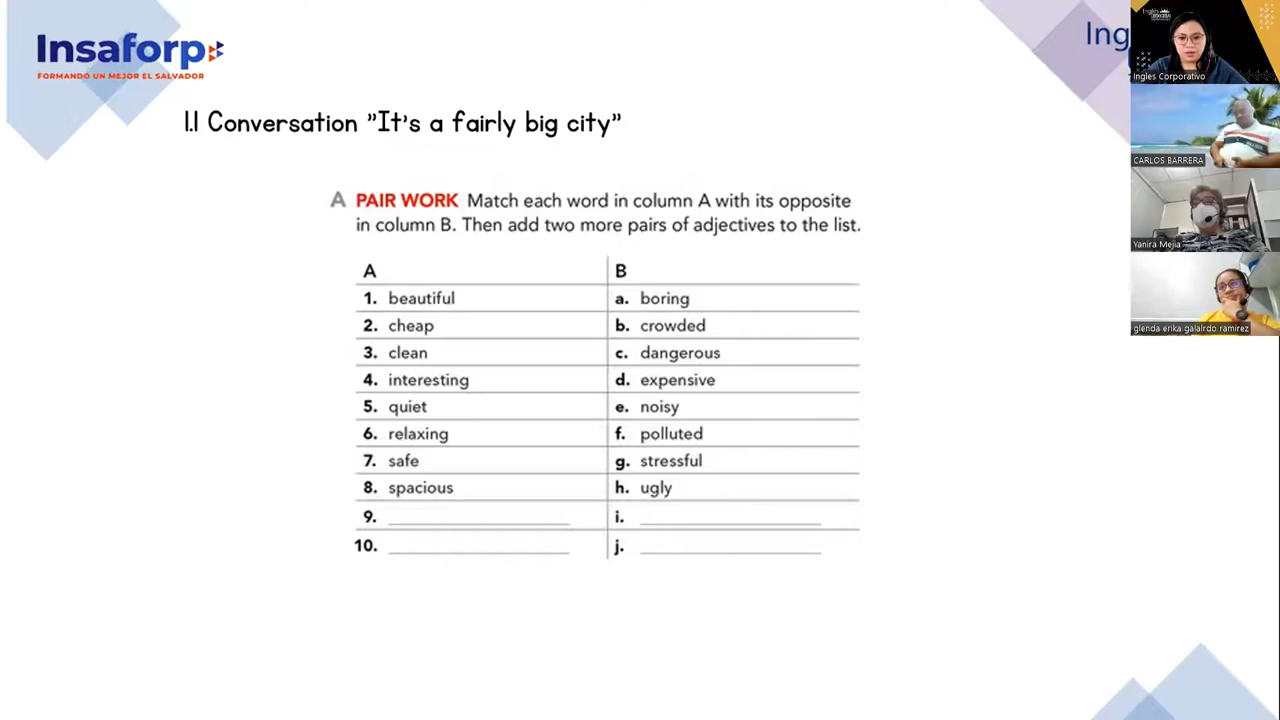 Insaforp
FORMANDO UN MEJOR EL SALVADOR
Ing
1.1 Conversation "It's a fairly big city"
A PAIR WORK Match each word in column A with its opposite
in column B. Then add two more pairs of adjectives to the list.
A B
1. beautiful a. boring
2. cheap b. crowded
3. clean c. dangerous
4. interesting d. expensive
5. quiet e. noisy
6. relaxing f. polluted
7. safe g. stressful
8. spacious h. ugly
9. i.
10. j.
Ingles Corporativo
CARLOS BARRERA
Yanira Mejia
glenda erika galalrdo ramirez